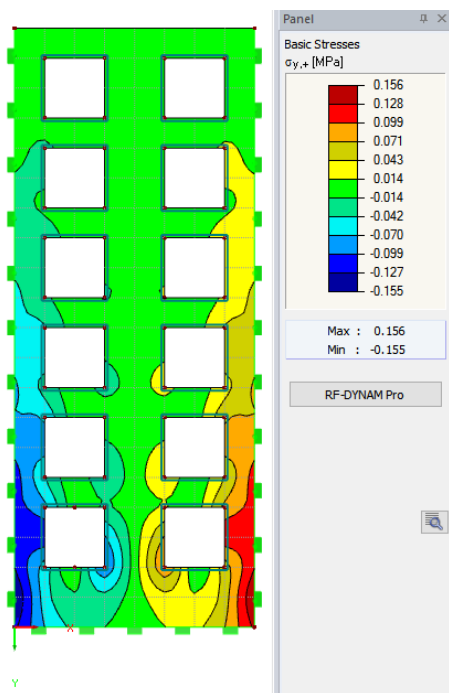 Panel
Basic Stresses
σy,+ [MPa]
0.156
0.128
0.099
0.071
0.043
0.014
-0.014
-0.042
-0.070
-0.099
-0.127
-0.155
Max : 0.156
Min : -0.155
RF-DYNAM Pro
X
Y